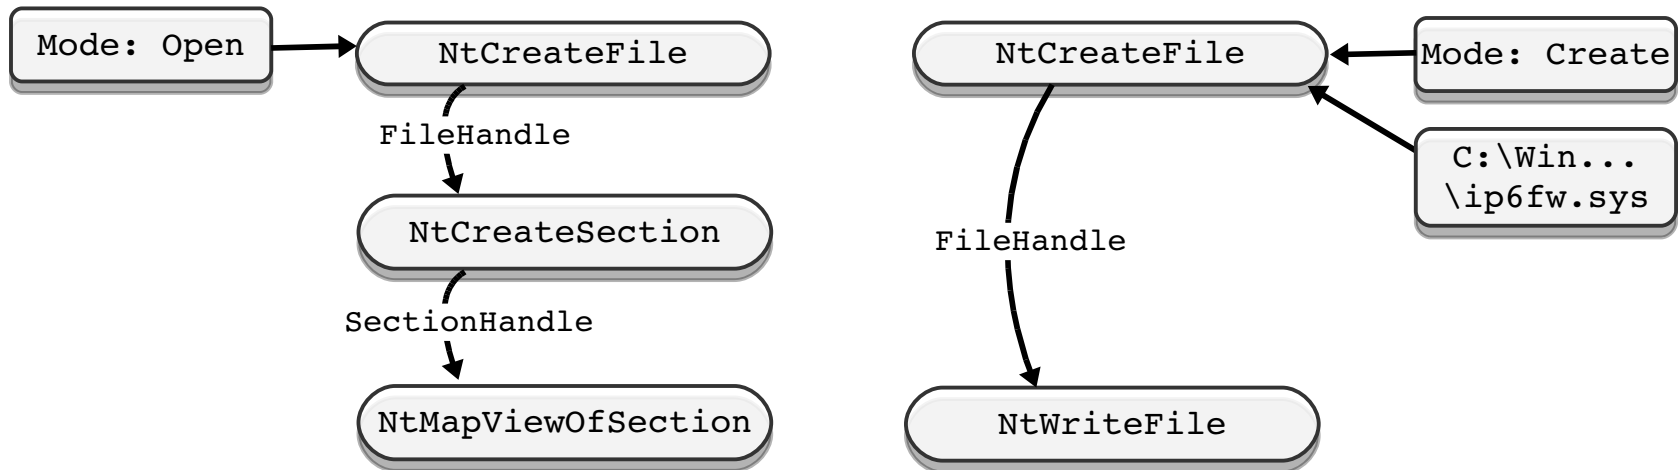 Mode: Open
NtCreateFile
FileHandle
NtCreateSection
SectionHandle
NtMapViewOfSection
NtCreateFile
Mode: Create
C:\Win...
\ip6fw.sys
FileHandle
NtWriteFile